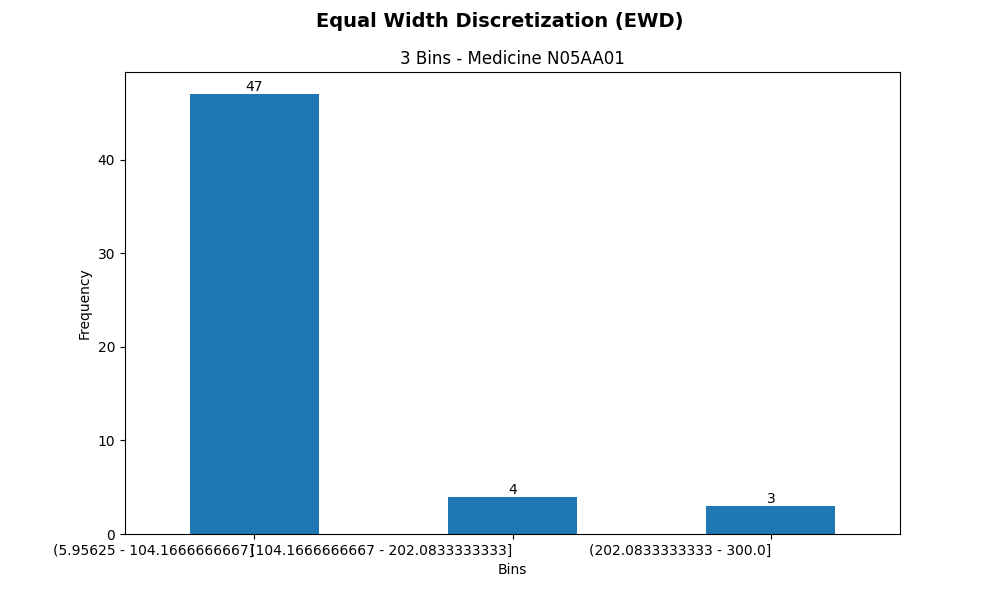 Equal Width Discretization (EWD)
3 Bins - Medicine N05AA01
47
40
30
20
10
0
4
3
Frequency
(5.95625 - 104.1666666667]
(104.1666666667 - 202.0833333333]
(202.0833333333 - 300.0]
Bins